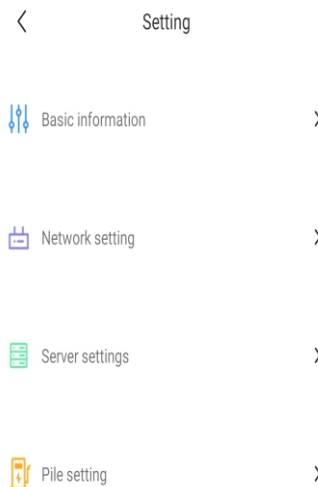 Setting
Basic information
Network setting
Server settings
Pile setting